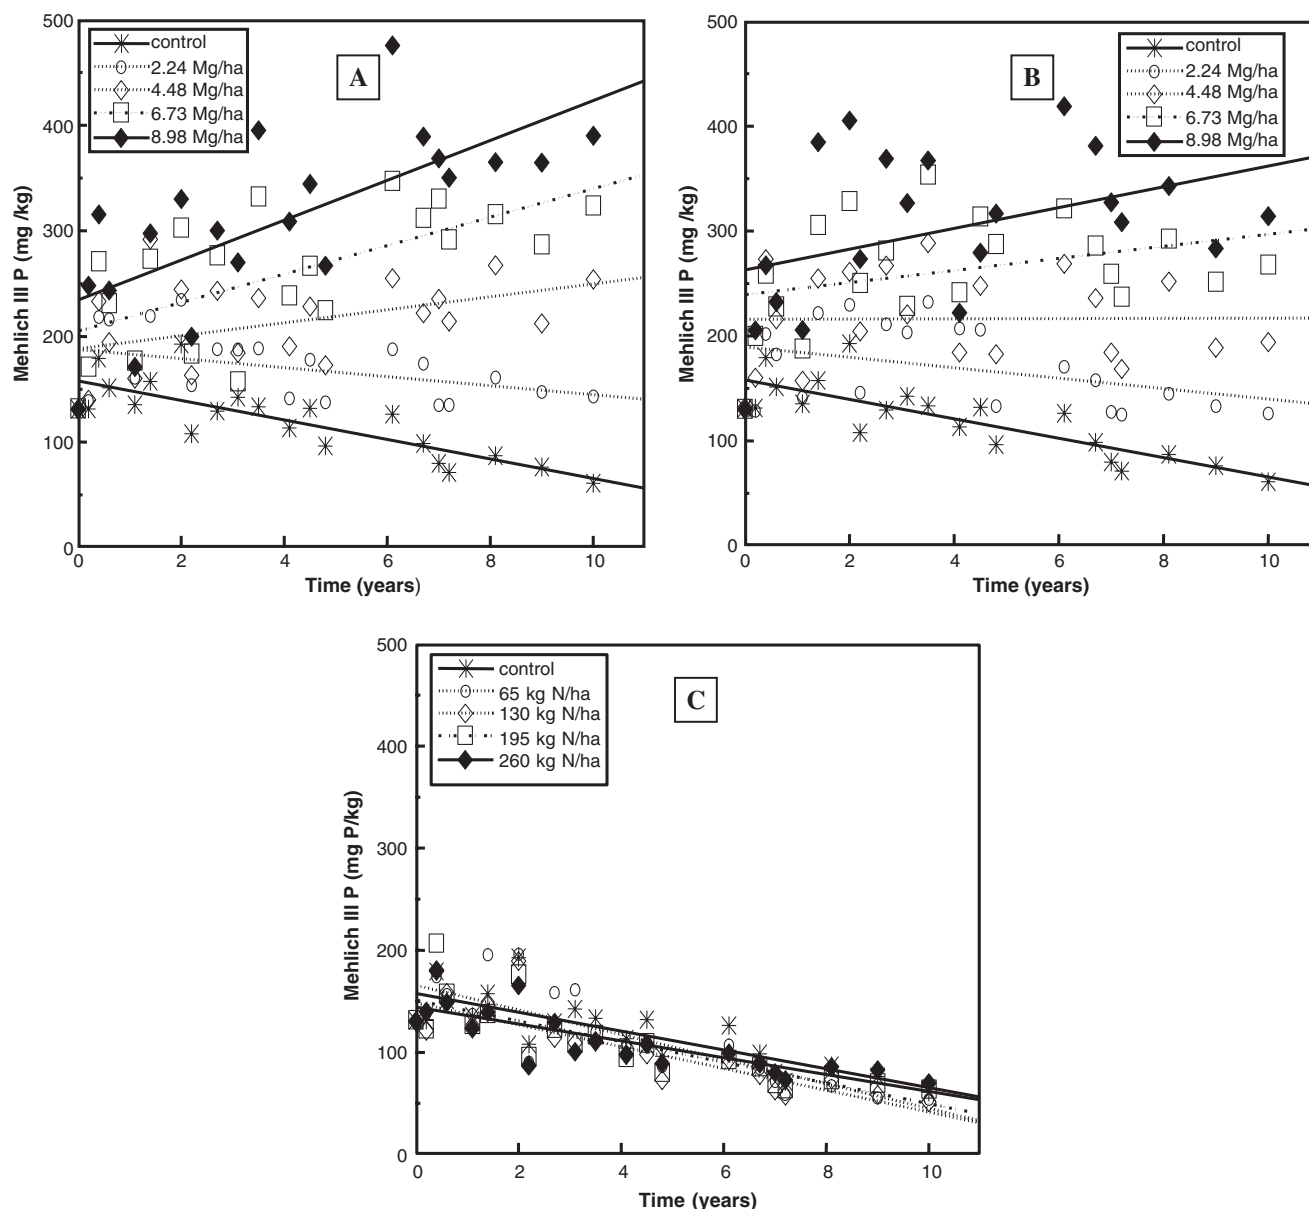 500
400
300
200
100
0
Mehlich III P (mg /kg)
control
2.24 Mg/ha
4.48 Mg/ha
6.73 Mg/ha
8.98 Mg/ha
A
0 2 4 6 8 10
Time (years)
500
400
300
200
100
0
Mehlich III P (mg /kg)
control
2.24 Mg/ha
4.48 Mg/ha
6.73 Mg/ha
8.98 Mg/ha
B
0 2 4 6 8 10
Time (years)
500
400
300
200
100
0
Mehlich III P (mg P/kg)
control
65 kg N/ha
130 kg N/ha
195 kg N/ha
260 kg N/ha
C
0 2 4 6 8 10
Time (years)